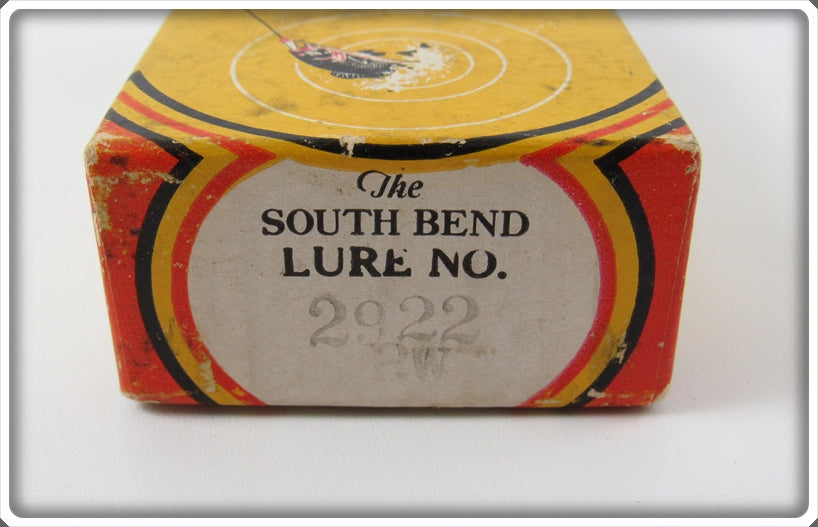 The
SOUTH BEND
LURE NO.
2922
RW